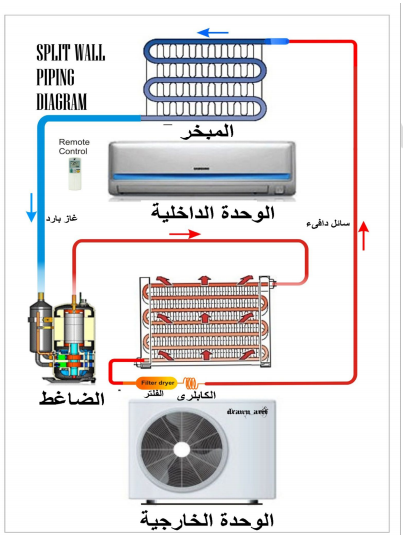 SPLIT WALL
PIPING
DIAGRAM
المبخر
Remote
Control
الوحدة الداخلية
غاز بارد
سائل دافىء
Filter dryer
الفلتر
الكابلرى
الضاغط
drawn_aeef
الوحدة الخارجية